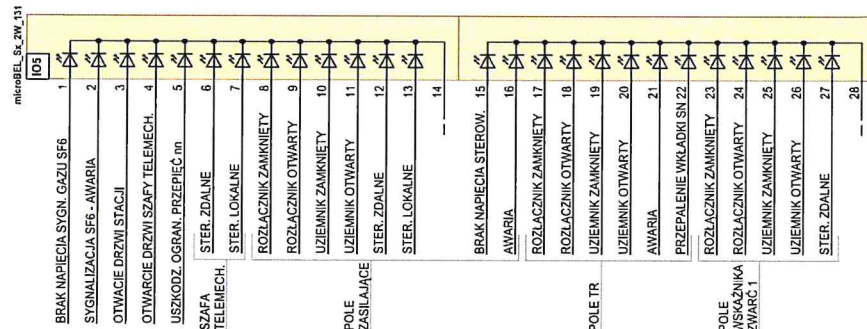 microBEL_Sx_2W_131
IO5
1
2
3
4
5
6
7
8
9
10
11
12
13
14
15
16
17
18
19
20
21
22
23
24
25
26
27
28
BRAK NAPIĘCIA SYGN. GAZU SF6
SYGNALIZACJA SF6 - AWARIA
OTWACIE DRZWI STACJI
OTWARCIE DRZWI SZAFY TELEMECH.
USZKODZ. OGRAN. PRZEPIĘĆ nn
STER. ZDALNE
STER. LOKALNE
ROZŁĄCZNIK ZAMKNIĘTY
ROZŁĄCZNIK OTWARTY
UZIEMNIK ZAMKNIĘTY
UZIEMNIK OTWARTY
STER. ZDALNE
STER. LOKALNE
BRAK NAPIĘCIA STEROW.
AWARIA
ROZŁĄCZNIK ZAMKNIĘTY
ROZŁĄCZNIK OTWARTY
UZIEMNIK ZAMKNIĘTY
UZIEMNIK OTWARTY
AWARIA
PRZEPALENIE WKŁADKI SN
ROZŁĄCZNIK ZAMKNIĘTY
ROZŁĄCZNIK OTWARTY
UZIEMNIK ZAMKNIĘTY
UZIEMNIK OTWARTY
STER. ZDALNE
SZAFA
TELEMECH.
POLE
ZASILAJĄCE
POLE TR
POLE
WSKAŹNIKA
ZWARĆ 1